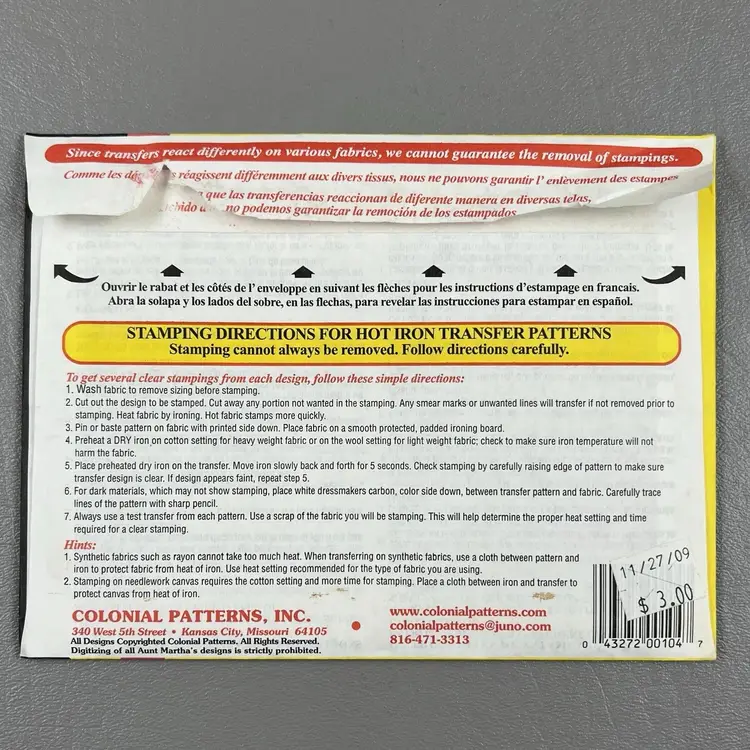 Since transfers react differently on various fabrics, we cannot guarantee the removal of stampings.
Comme les réagissent différemment aux divers tissus, nous ne pouvons garantir l' enlèvement des estampes
que las transferencias reaccionan de diferente manera en diversas telas,
no podemos garantizar la remoción de los estampados
Ouvrir le rabat et les côtés de l' enveloppe en suivant les flèches pour les instructions d'estampage en francais.
Abra la solapa y los lados del sobre, en las flechas, para revelar las instrucciones para estampar en español.
STAMPING DIRECTIONS FOR HOT IRON TRANSFER PATTERNS
Stamping cannot always be removed. Follow directions carefully.
To get several clear stampings from each design, follow these simple directions:
1. Wash fabric to remove sizing before stamping.
2. Cut out the design to be stamped. Cut away any portion not wanted in the stamping. Any smear marks or unwanted lines will transfer if not removed prior to
stamping. Heat fabric by ironing. Hot fabric stamps more quickly.
3. Pin or baste pattern on fabric with printed side down. Place fabric on a smooth protected, padded ironing board.
4. Preheat a DRY iron on cotton setting for heavy weight fabric or on the wool setting for light weight fabric; check to make sure iron temperature will not
harm the fabric.
5. Place preheated dry iron on the transfer. Move iron slowly back and forth for 5 seconds. Check stamping by carefully raising edge of pattern to make sure
transfer design is clear. If design appears faint, repeat step 5.
6. For dark materials, which may not show stamping, place white dressmakers carbon, color side down, between transfer pattern and fabric. Carefully trace
lines of the pattern with sharp pencil.
7. Always use a test transfer from each pattern. Use a scrap of the fabric you will be stamping. This will help determine the proper heat setting and time
required for a clear stamping.
Hints:
1. Synthetic fabrics such as rayon cannot take too much heat. When transferring on synthetic fabrics, use a cloth between pattern and
iron to protect fabric from heat of iron. Use heat setting recommended for the type of fabric you are using.
2. Stamping on needlework canvas requires the cotton setting and more time for stamping. Place a cloth between iron and transfer to
protect canvas from heat of iron.
COLONIAL PATTERNS, INC.
340 West 5th Street • Kansas City, Missouri 64105
All Designs Copyrighted Colonial Patterns. All Rights Reserved.
Digitizing of all Aunt Martha's designs is strictly prohibited.
www.colonialpatterns.com
colonialpatterns@juno.com
816-471-3313
11/27/09
$ 3.00
0 43272 00104 7